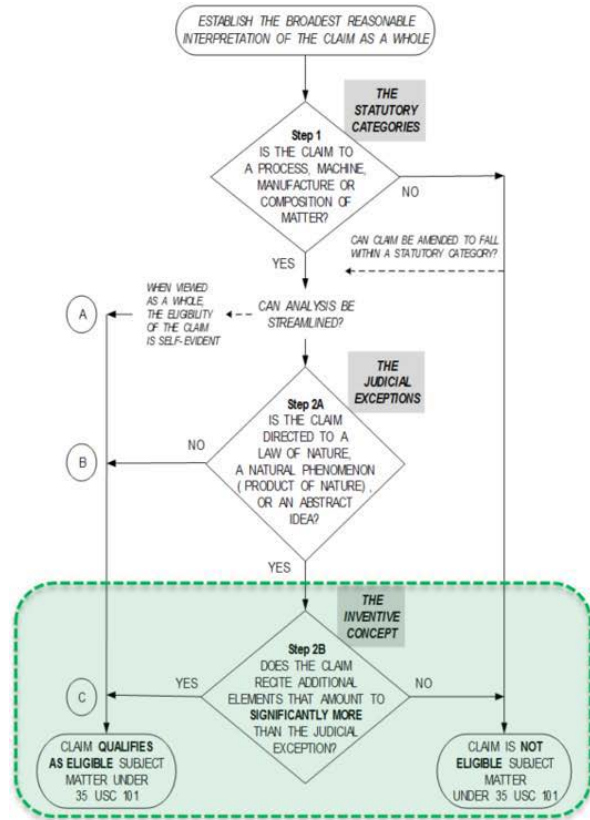 ESTABLISH THE BROADEST REASONABLE
INTERPRETATION OF THE CLAIM AS A WHOLE
THE
STATUTORY
CATEGORIES
Step 1
IS THE CLAIM TO
A PROCESS, MACHINE,
MANUFACTURE OR
COMPOSITION OF
MATTER?
NO
YES
CAN CLAIM BE AMENDED TO FALL
WITHIN A STATUTORY CATEGORY?
A
WHEN VIEWED
AS A WHOLE,
THE ELIGIBILITY
OF THE CLAIM
IS SELF-EVIDENT
CAN ANALYSIS BE
STREAMLINED?
THE
JUDICIAL
EXCEPTIONS
Step 2A
IS THE CLAIM
DIRECTED TO A
LAW OF NATURE,
A NATURAL PHENOMENON
( PRODUCT OF NATURE) ,
OR AN ABSTRACT
IDEA?
NO
B
YES
THE
INVENTIVE
CONCEPT
Step 2B
DOES THE CLAIM
RECITE ADDITIONAL
ELEMENTS THAT AMOUNT TO
SIGNIFICANTLY MORE
THAN THE JUDICIAL
EXCEPTION?
YES
NO
C
CLAIM QUALIFIES
AS ELIGIBLE SUBJECT
MATTER UNDER
35 USC 101
CLAIM IS NOT
ELIGIBLE SUBJECT
MATTER
UNDER 35 USC 101